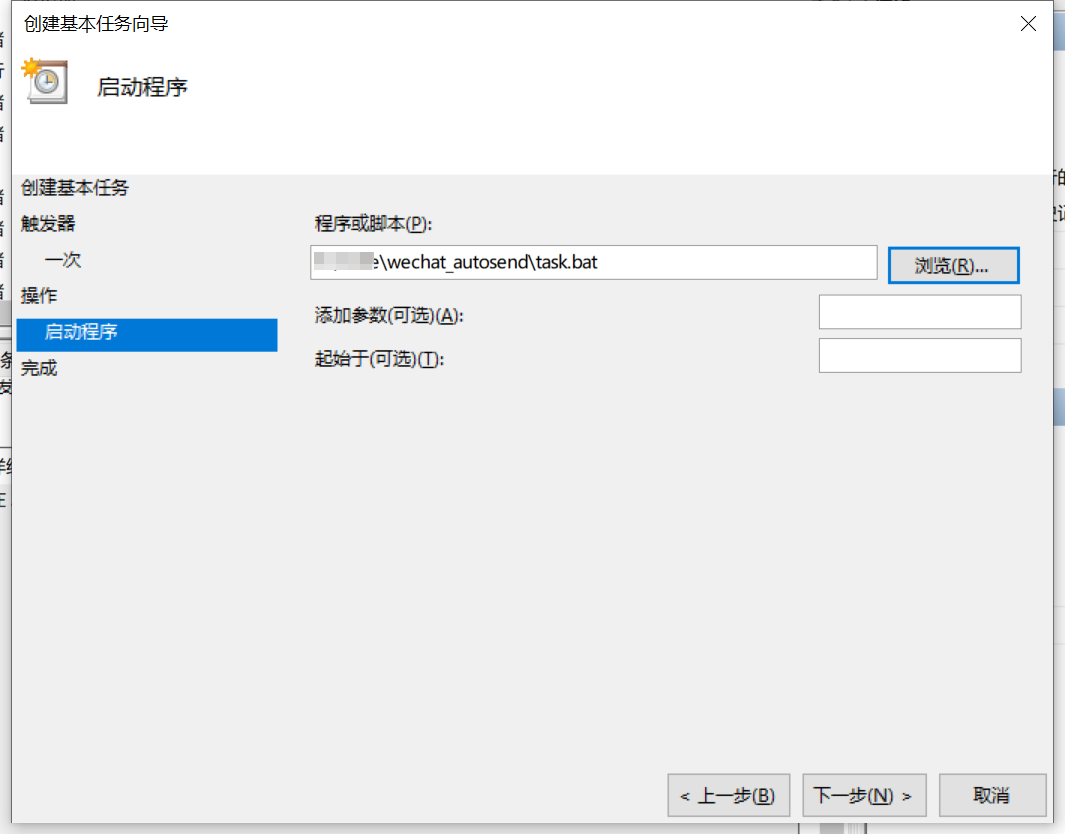 创建基本任务向导
启动程序
创建基本任务
触发器
一次
操作
启动程序
完成
程序或脚本(P):
e\wechat_autosend\task.bat
浏览(R)...
添加参数(可选)(A):
起始于(可选)(T):
< 上一步(B)
下一步(N) >
取消